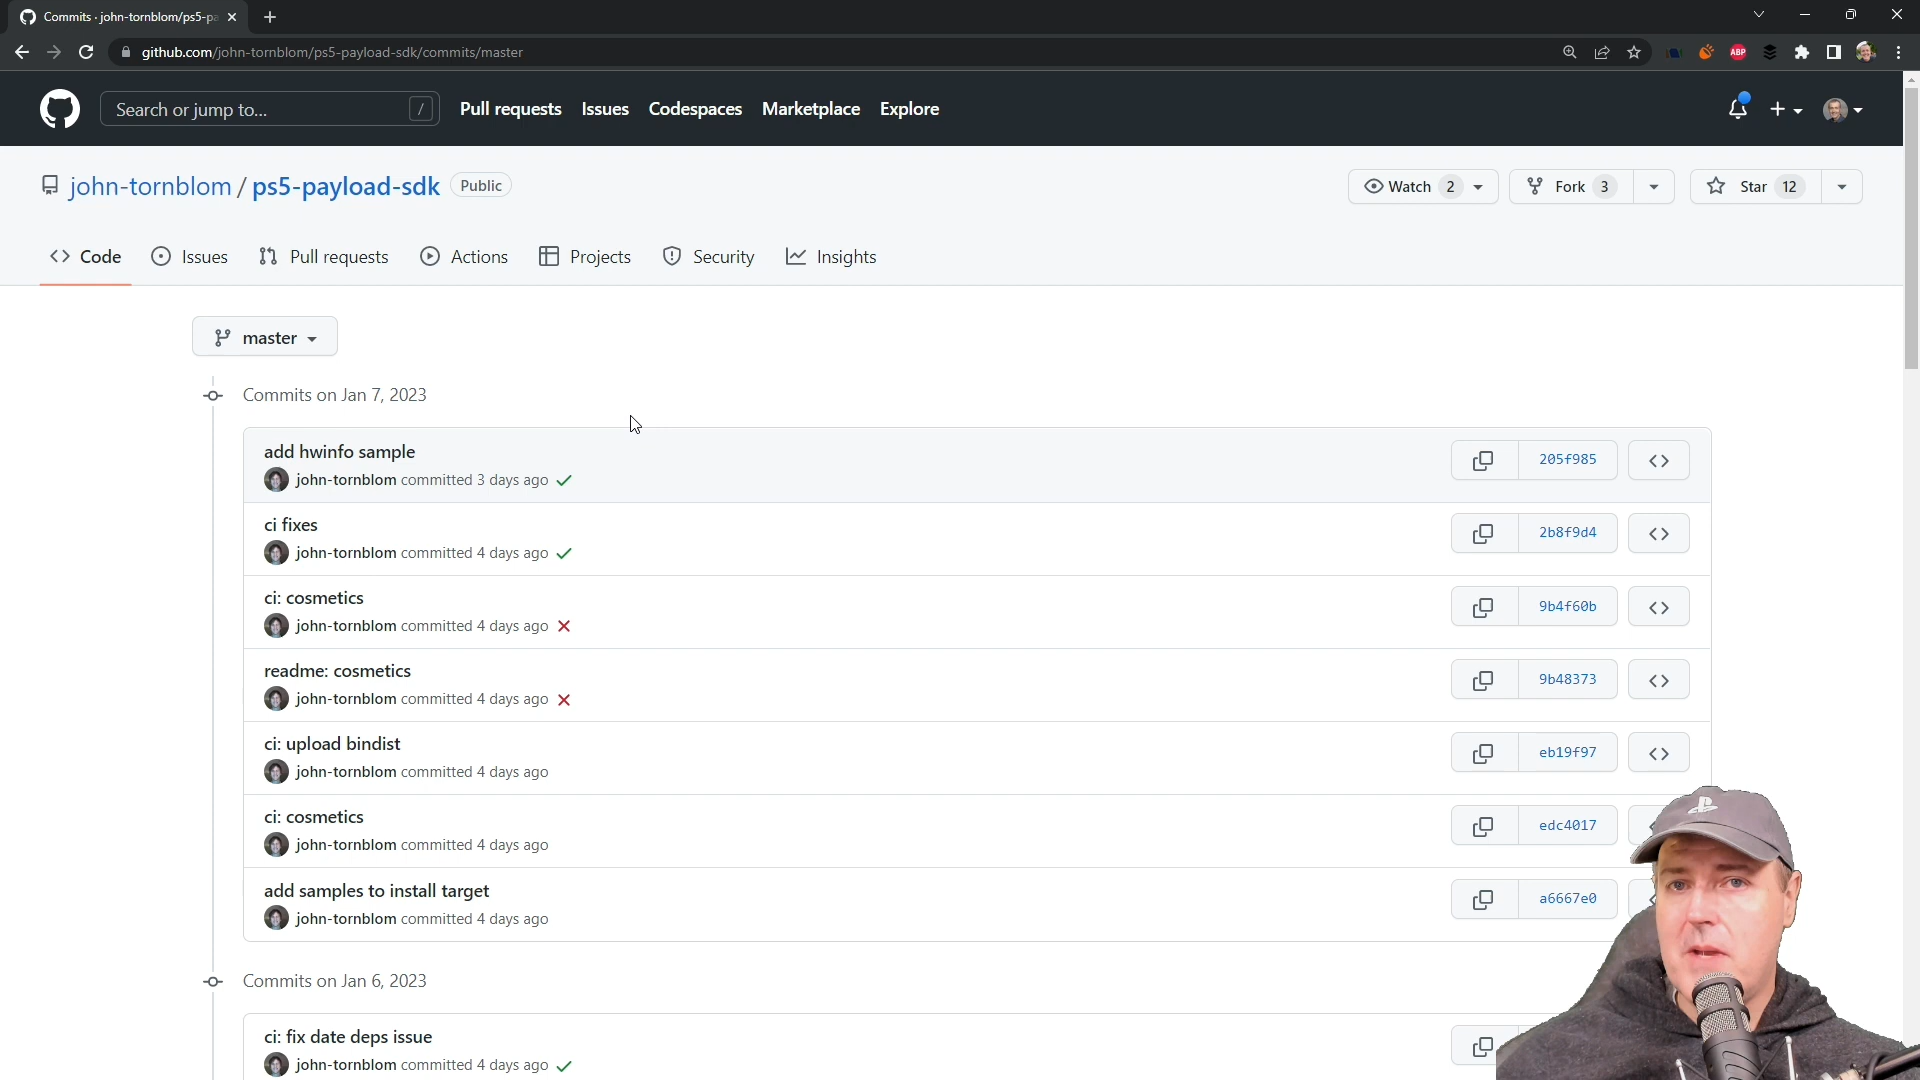 Commits · john-tornblom/ps5-pa
github.com/john-tornblom/ps5-payload-sdk/commits/master
ABP
Search or jump to...
/
Pull requests
Issues
Codespaces
Marketplace
Explore
john-tornblom / ps5-payload-sdk
Public
Watch 2
Fork 3
Star 12
Code
Issues
Pull requests
Actions
Projects
Security
Insights
master
Commits on Jan 7, 2023
add hwinfo sample
john-tornblom committed 3 days ago
205f985
ci fixes
john-tornblom committed 4 days ago
2b8f9d4
ci: cosmetics
john-tornblom committed 4 days ago
9b4f60b
readme: cosmetics
john-tornblom committed 4 days ago
9b48373
ci: upload bindist
john-tornblom committed 4 days ago
eb19f97
ci: cosmetics
john-tornblom committed 4 days ago
edc4017
add samples to install target
john-tornblom committed 4 days ago
a6667e0
Commits on Jan 6, 2023
ci: fix date deps issue
john-tornblom committed 4 days ago